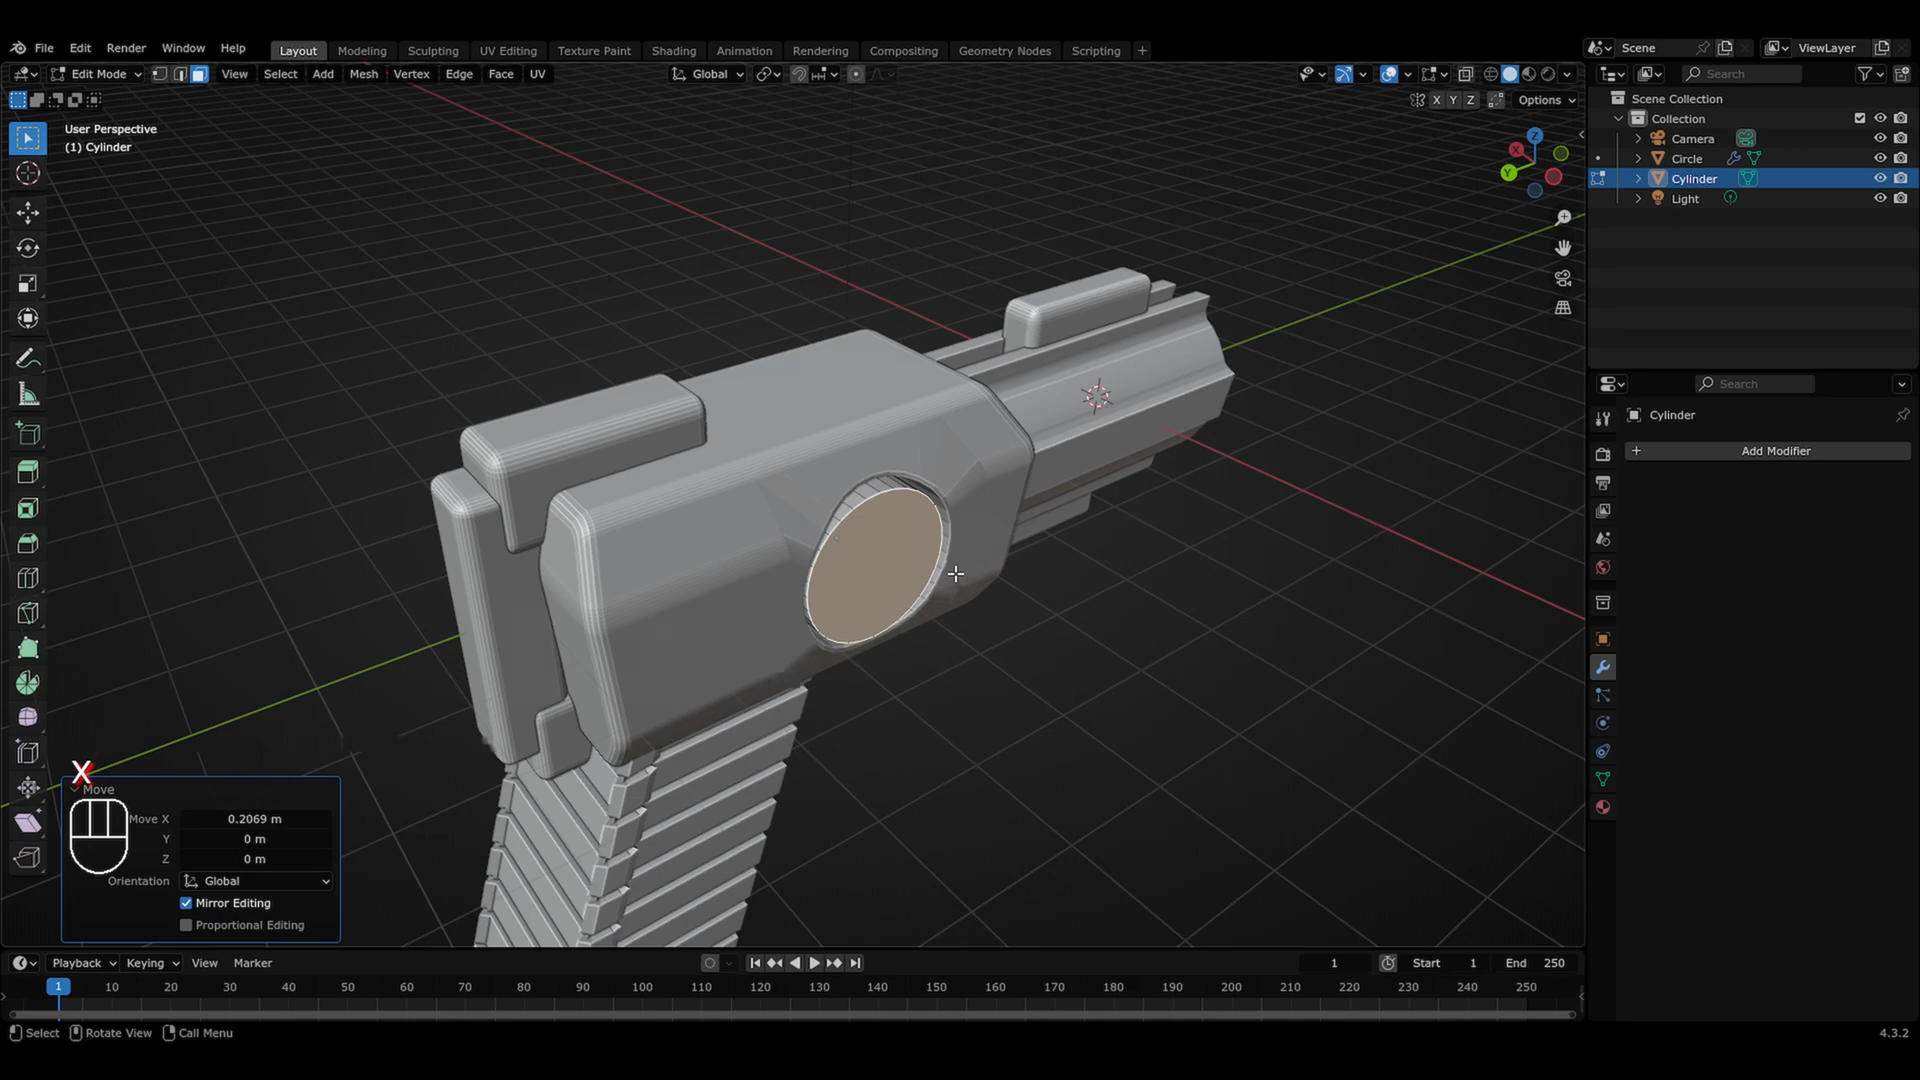 File Edit Render Window Help Layout Modeling Sculpting UV Editing Texture Paint Shading Animation Rendering Compositing Geometry Nodes Scripting + Scene ViewLayer
Edit Mode View Select Add Mesh Vertex Edge Face UV Global Search
X Y Z Options
User Perspective
(1) Cylinder
Z
X
Y
Scene Collection
Collection
Camera
Circle
Cylinder
Light
Search
Cylinder
+ Add Modifier
X
Move
Move X 0.2069 m
Y 0 m
Z 0 m
Orientation Global
Mirror Editing
Proportional Editing
Playback Keying View Marker 1 Start 1 End 250
1 10 20 30 40 50 60 70 80 90 100 110 120 130 140 150 160 170 180 190 200 210 220 230 240 250
Select Rotate View Call Menu 4.3.2